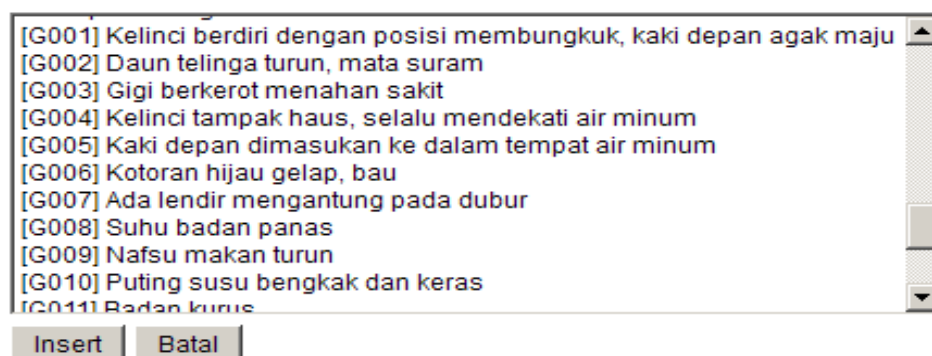 [G001] Kelinci berdiri dengan posisi membungkuk, kaki depan agak maju
[G002] Daun telinga turun, mata suram
[G003] Gigi berkerot menahan sakit
[G004] Kelinci tampak haus, selalu mendekati air minum
[G005] Kaki depan dimasukan ke dalam tempat air minum
[G006] Kotoran hijau gelap, bau
[G007] Ada lendir mengantung pada dubur
[G008] Suhu badan panas
[G009] Nafsu makan turun
[G010] Puting susu bengkak dan keras
[G011] Badan kurus
Insert Batal